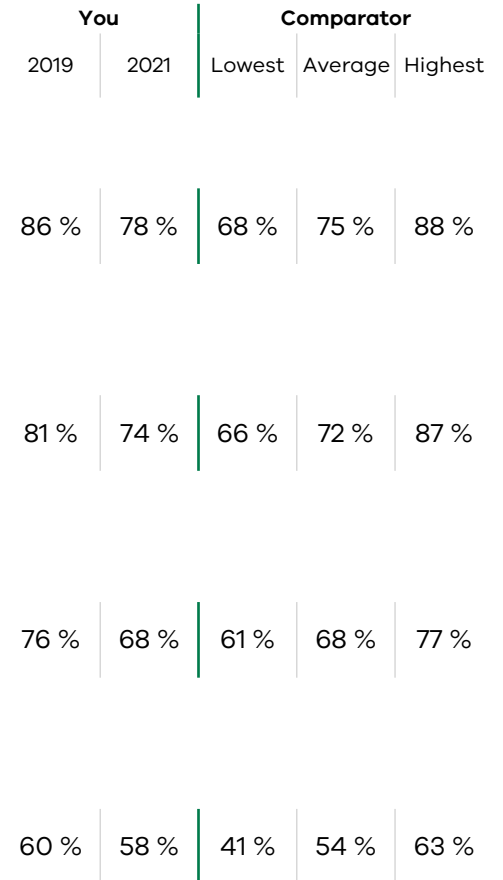 You Comparator
2019 2021 Lowest Average Highest
86 % 78 % 68 % 75 % 88 %
81 % 74 % 66 % 72 % 87 %
76 % 68 % 61 % 68 % 77 %
60 % 58 % 41 % 54 % 63 %